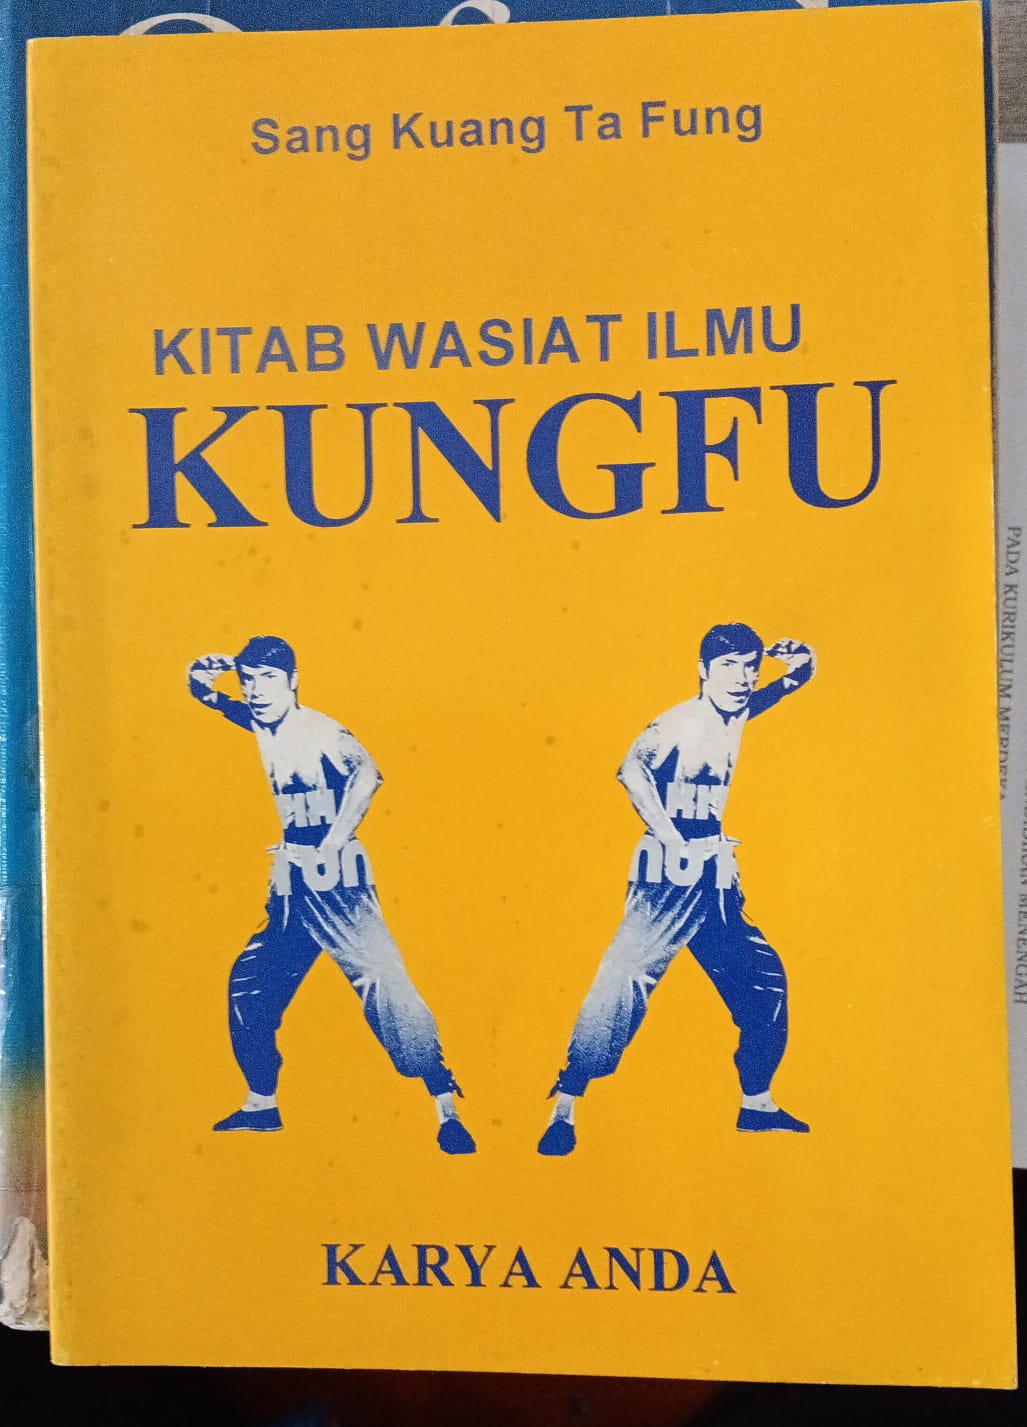 Sang Kuang Ta Fung
KITAB WASIAT ILMU
KUNGFU
KARYA ANDA
PADA KURIKULUM MERDEKA
MENENGAH